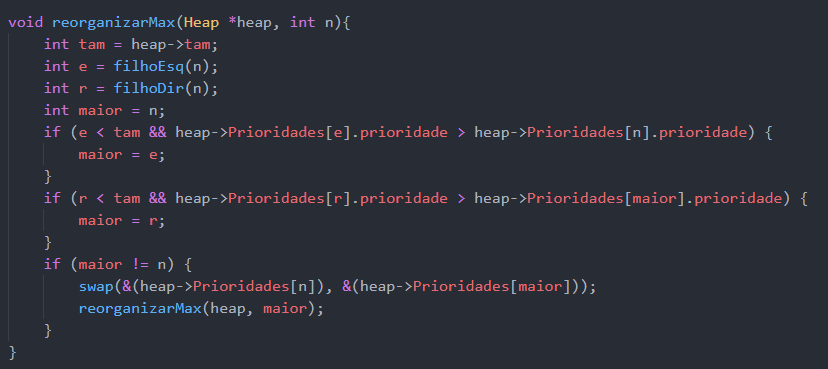 void reorganizarMax(Heap *heap, int n){
    int tam = heap->tam;
    int e = filhoEsq(n);
    int r = filhoDir(n);
    int maior = n;
    if (e < tam && heap->Prioridades[e].prioridade > heap->Prioridades[n].prioridade) {
        maior = e;
    }
    if (r < tam && heap->Prioridades[r].prioridade > heap->Prioridades[maior].prioridade) {
        maior = r;
    }
    if (maior != n) {
        swap(&(heap->Prioridades[n]), &(heap->Prioridades[maior]));
        reorganizarMax(heap, maior);
    }
}